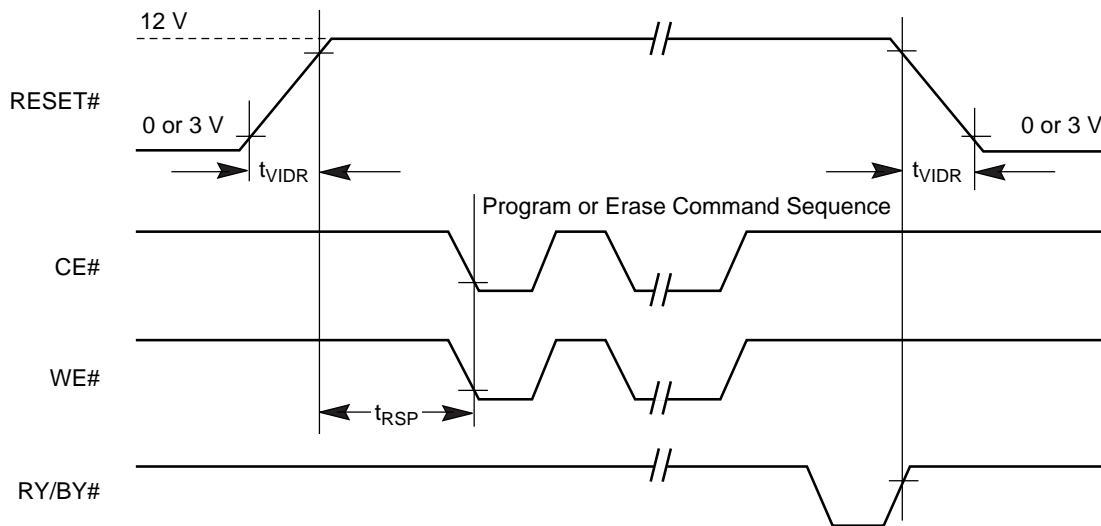 12 V
RESET#
0 or 3 V
0 or 3 V
tVIDR
tVIDR
Program or Erase Command Sequence
CE#
WE#
tRSP
RY/BY#